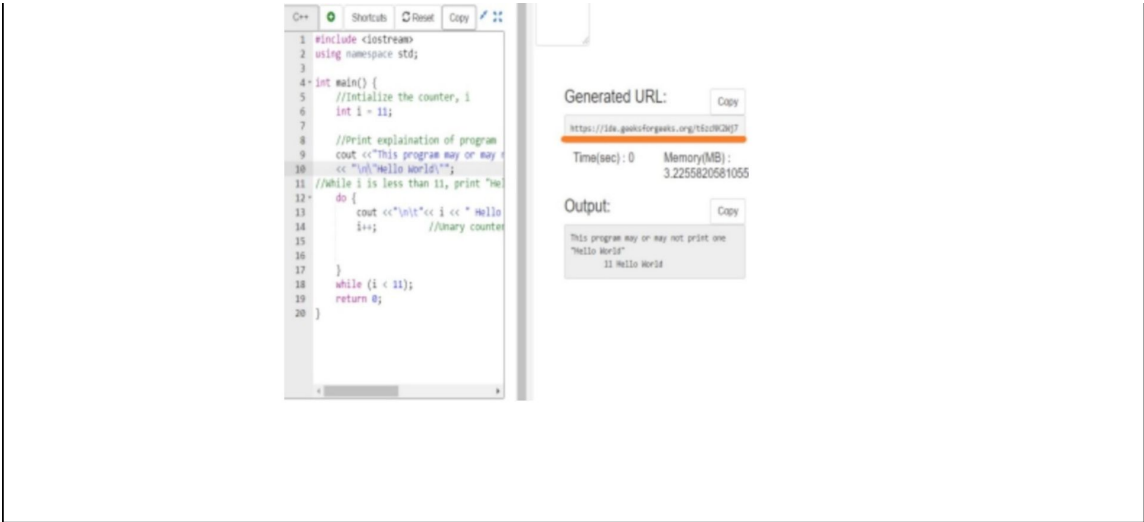 C++ Shortcuts Reset Copy
1 #include <iostream>
2 using namespace std;
3
4 int main() {
5 //Intialize the counter, i
6 int i = 11;
7
8 //Print explaination of program
9 cout <<"This program may or may
10 << "\n\"Hello World\"";
11 //While i is less than 11, print "Hel
12 do {
13 cout <<"\n\t"<< i << " Hello
14 i++; //Unary counter
15
16
17 }
18 while (i < 11);
19 return 0;
20 }
Generated URL:
Copy
Time(sec) : 0 Memory(MB) :
3.2255820581055
Output:
Copy
This program may or may not print one
"Hello World"
11 Hello World